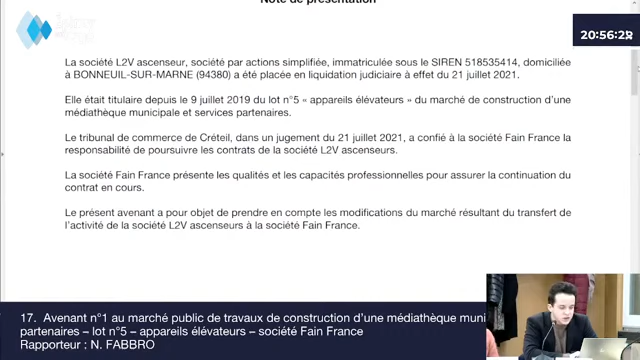 Note de présentation
20:56:2
La société L2V ascenseur, société par actions simplifiée, immatriculée sous le SIREN 518535414, domiciliée
à BONNEUIL-SUR-MARNE (94380) a été placée en liquidation judiciaire à effet du 21 juillet 2021.
Elle était titulaire depuis le 9 juillet 2019 du lot n°5 « appareils élévateurs » du marché de construction d'une
médiathèque municipale et services partenaires.
Le tribunal de commerce de Créteil, dans un jugement du 21 juillet 2021, a confié à la société Fain France la
responsabilité de poursuivre les contrats de la société L2V ascenseurs.
La société Fain France présente les qualités et les capacités professionnelles pour assurer la continuation du
contrat en cours.
Le présent avenant a pour objet de prendre en compte les modifications du marché résultant du transfert de
l'activité de la société L2V ascenseurs à la société Fain France.
17. Avenant n°1 au marché public de travaux de construction d'une médiathèque muni
partenaires – lot n°5 – appareils élévateurs – société Fain France
Rapporteur : N. FABBRO